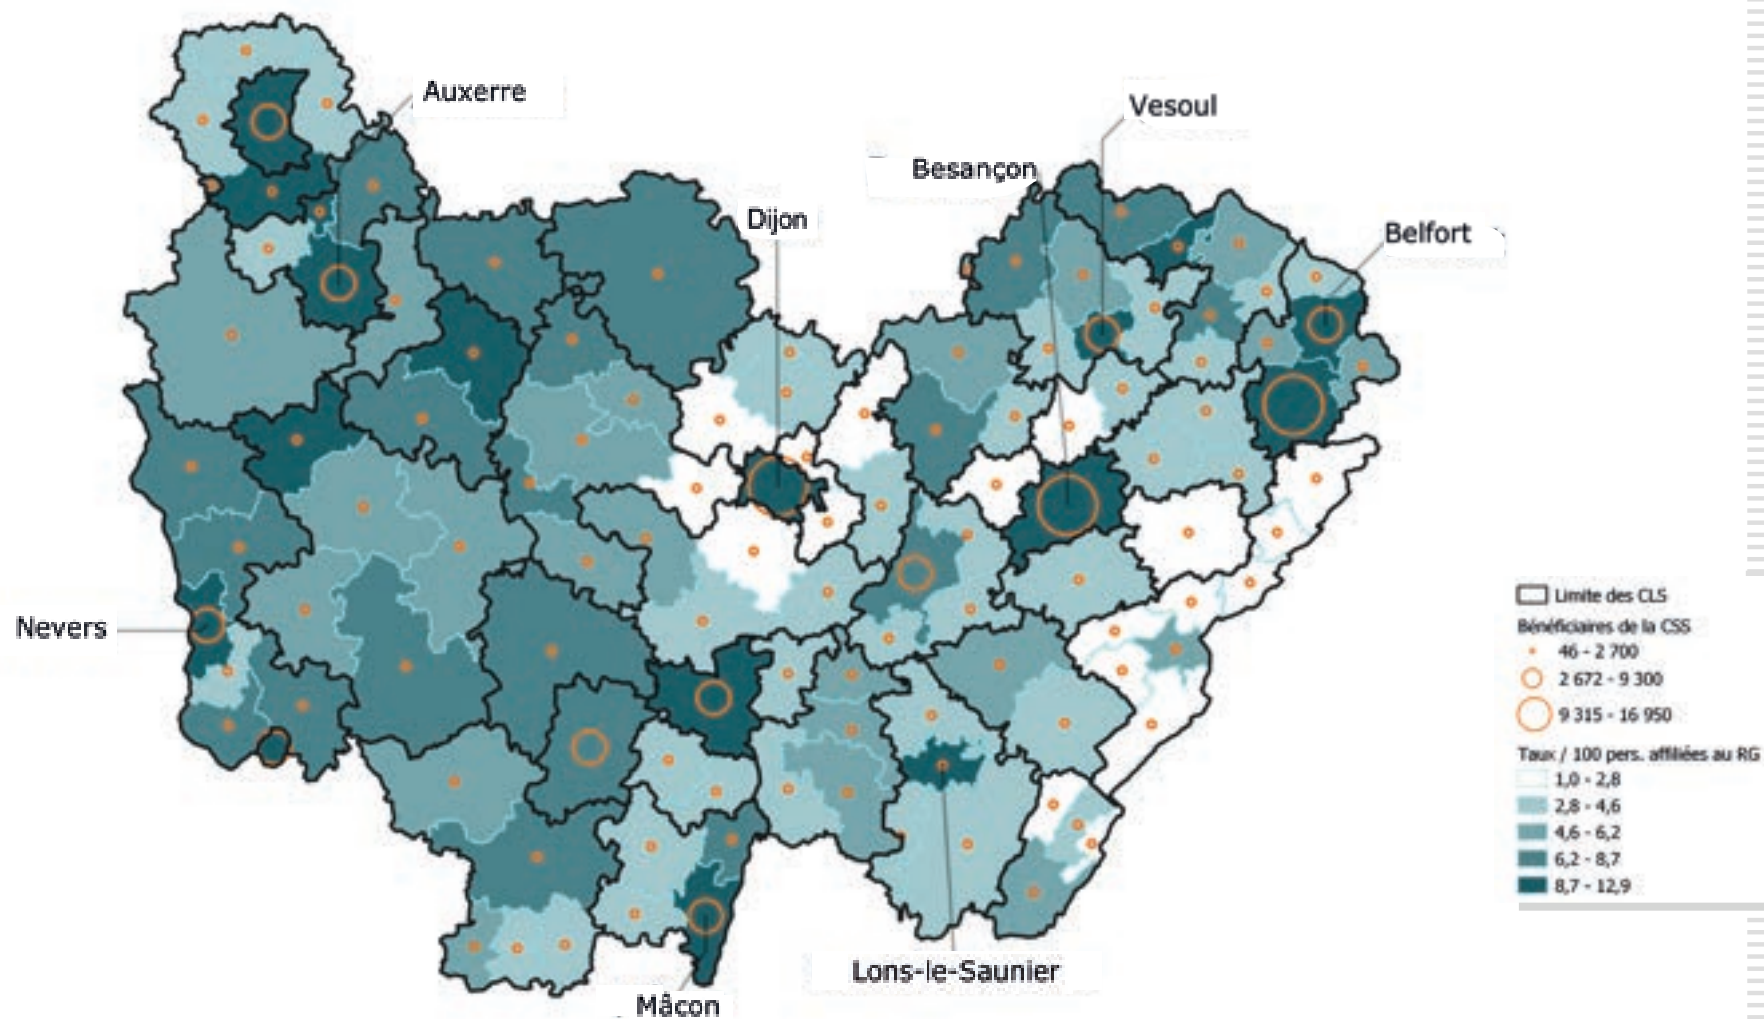 Auxerre
Vesoul
Besançon
Dijon
Belfort
Nevers
Lons-le-Saunier
Mâcon
Limite des CLS
Bénéficiaires de la CSS
46 - 2 700
2 672 - 9 300
9 315 - 16 950
Taux / 100 pers. affiliées au RG
1,0 - 2,8
2,8 - 4,6
4,6 - 6,2
6,2 - 8,7
8,7 - 12,9